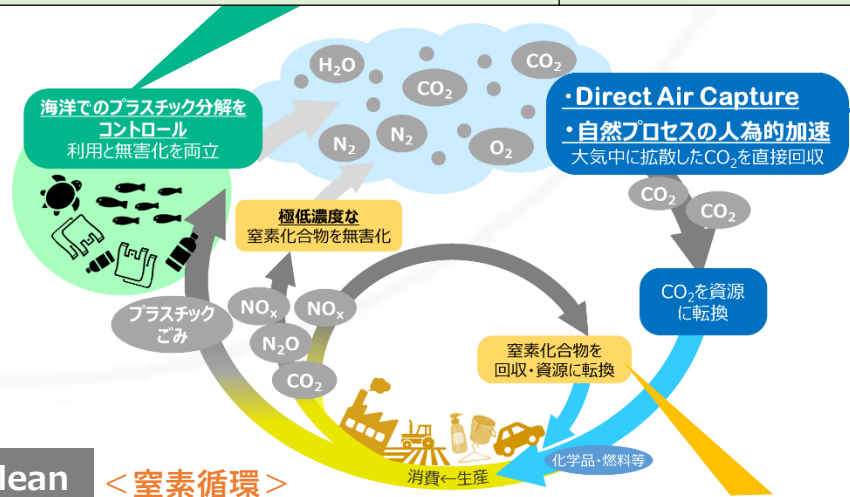 H₂O
CO₂
CO₂
N₂
N₂
O₂
海洋でのプラスチック分解を
コントロール
利用と無害化を両立
・Direct Air Capture
・自然プロセスの人為的加速
大気中に拡散したCO₂を直接回収
CO₂
CO₂
極低濃度な
窒素化合物を無害化
プラスチック
ごみ
NOₓ
NOₓ
N₂O
CO₂
CO₂を資源
に転換
窒素化合物を
回収・資源に転換
化学品・燃料等
消費←生産
lean
＜窒素循環＞